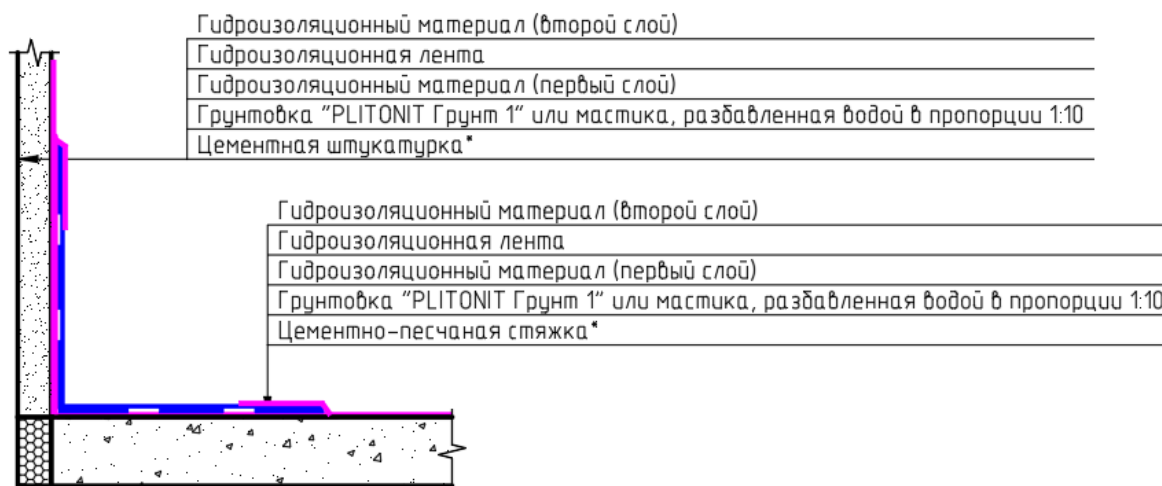 Гидроизоляционный материал (второй слой)
Гидроизоляционная лента
Гидроизоляционный материал (первый слой)
Грунтовка "PLITONIT Грунт 1" или мастика, разбавленная водой в пропорции 1:10
Цементная штукатурка*
Гидроизоляционный материал (второй слой)
Гидроизоляционная лента
Гидроизоляционный материал (первый слой)
Грунтовка "PLITONIT Грунт 1" или мастика, разбавленная водой в пропорции 1:10
Цементно-песчаная стяжка*